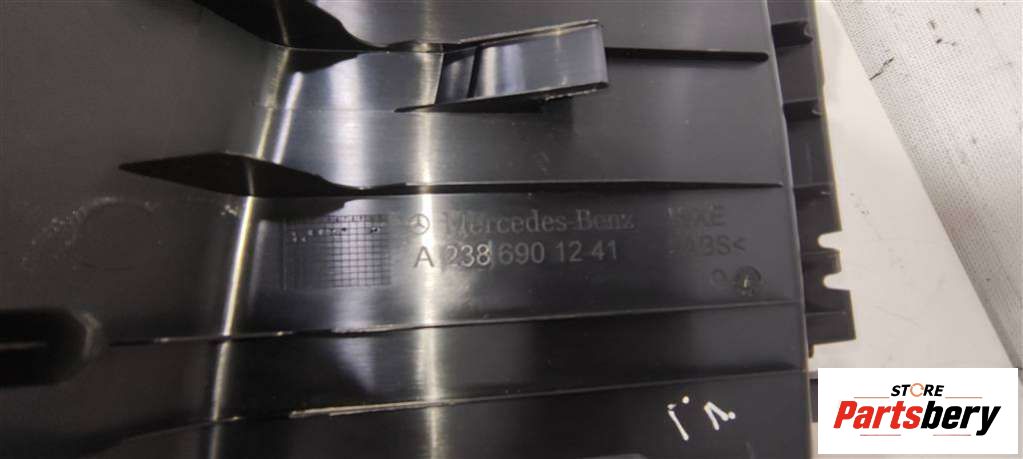 Mercedes-Benz
A 238 690 12 41
ABS<
STORE
Partsbery